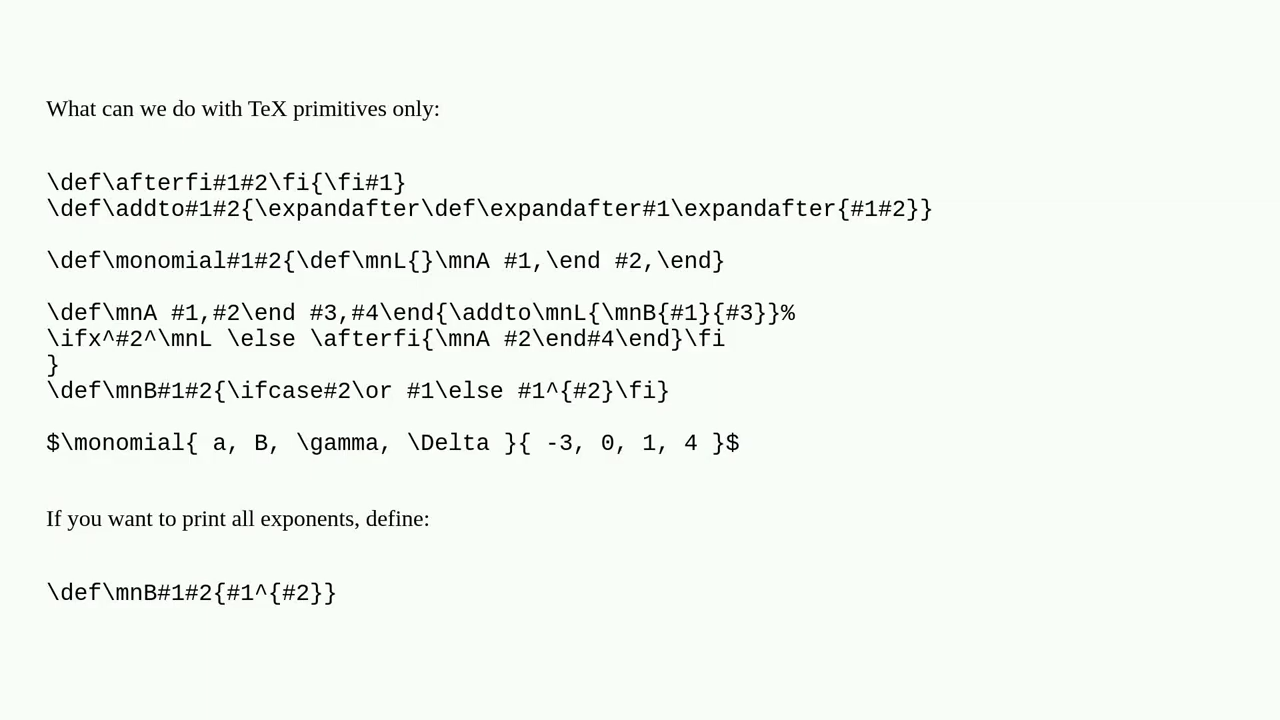 What can we do with TeX primitives only:
\def\afterfi#1#2\fi{\fi#1}
\def\addto#1#2{\expandafter\def\expandafter#1\expandafter{#1#2}}
\def\monomial#1#2{\def\mnL{}\mnA #1,\end #2,\end}
\def\mnA #1,#2\end #3,#4\end{\addto\mnL{\mnB{#1}{#3}}%
\ifx^#2^\mnL \else \afterfi{\mnA #2\end#4\end}\fi
}
\def\mnB#1#2{\ifcase#2\or #1\else #1^{#2}\fi}
$\monomial{ a, B, \gamma, \Delta }{ -3, 0, 1, 4 }$
If you want to print all exponents, define:
\def\mnB#1#2{#1^{#2}}